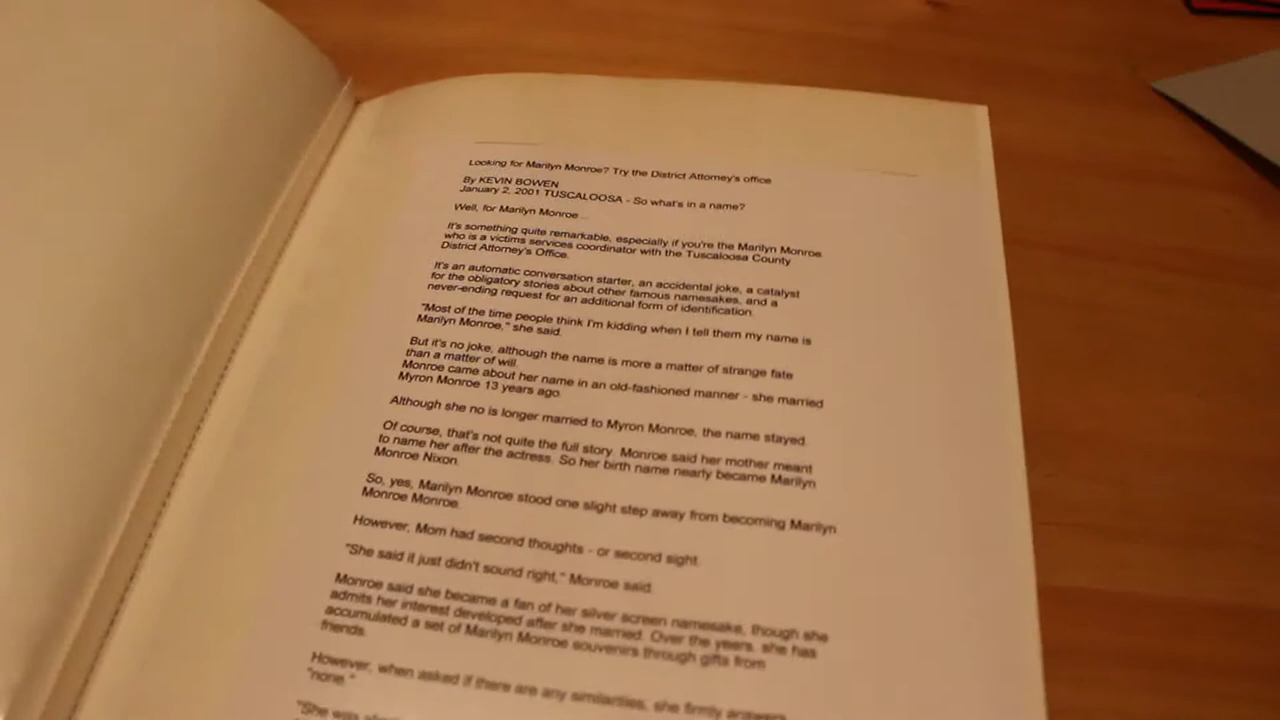 Looking for Marilyn Monroe? Try the District Attorney's office
By KEVIN BOWEN
January 2, 2001 TUSCALOOSA - So what's in a name?
Well, for Marilyn Monroe...
It's something quite remarkable, especially if you're the Marilyn Monroe
who is a victims services coordinator with the Tuscaloosa County
District Attorney's Office.
It's an automatic conversation starter, an accidental joke, a catalyst
for the obligatory stories about other famous namesakes, and a
never-ending request for an additional form of identification.
"Most of the time people think I'm kidding when I tell them my name is
Marilyn Monroe," she said.
But it's no joke, although the name is more a matter of strange fate
than a matter of will.
Monroe came about her name in an old-fashioned manner - she married
Myron Monroe 13 years ago.
Although she no is longer married to Myron Monroe, the name stayed.
Of course, that's not quite the full story. Monroe said her mother meant
to name her after the actress. So her birth name nearly became Marilyn
Monroe Nixon.
So, yes, Marilyn Monroe stood one slight step away from becoming Marilyn
Monroe Monroe.
However, Mom had second thoughts - or second sight.
"She said it just didn't sound right," Monroe said.
Monroe said she became a fan of her silver screen namesake, though she
admits her interest developed after she married. Over the years, she has
accumulated a set of Marilyn Monroe souvenirs through gifts from
friends.
However, when asked if there are any similarities, she firmly answers
"none."
"She was